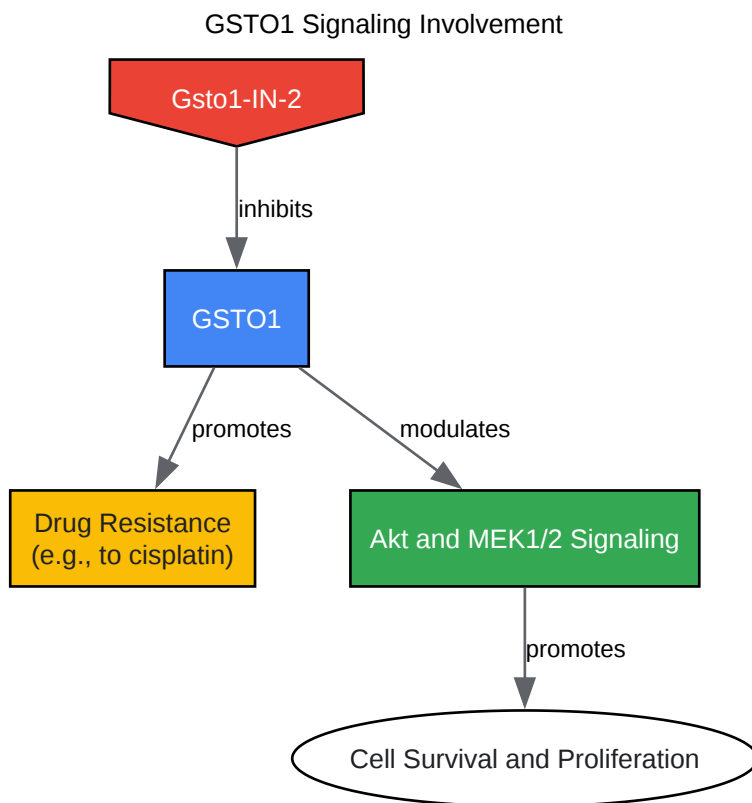 GSTO1 Signaling Involvement
Gsto1-IN-2
inhibits
GSTO1
promotes
modulates
Drug Resistance
(e.g., to cisplatin)
Akt and MEK1/2 Signaling
promotes
Cell Survival and Proliferation